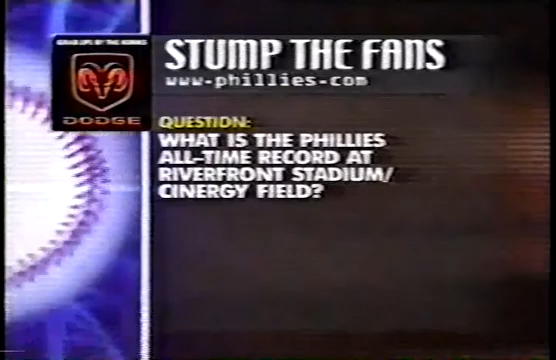 STUMP THE FANS
www-phillies-com
DODGE
QUESTION:
WHAT IS THE PHILLIES
ALL-TIME RECORD AT
RIVERFRONT STADIUM/
CINERGY FIELD?